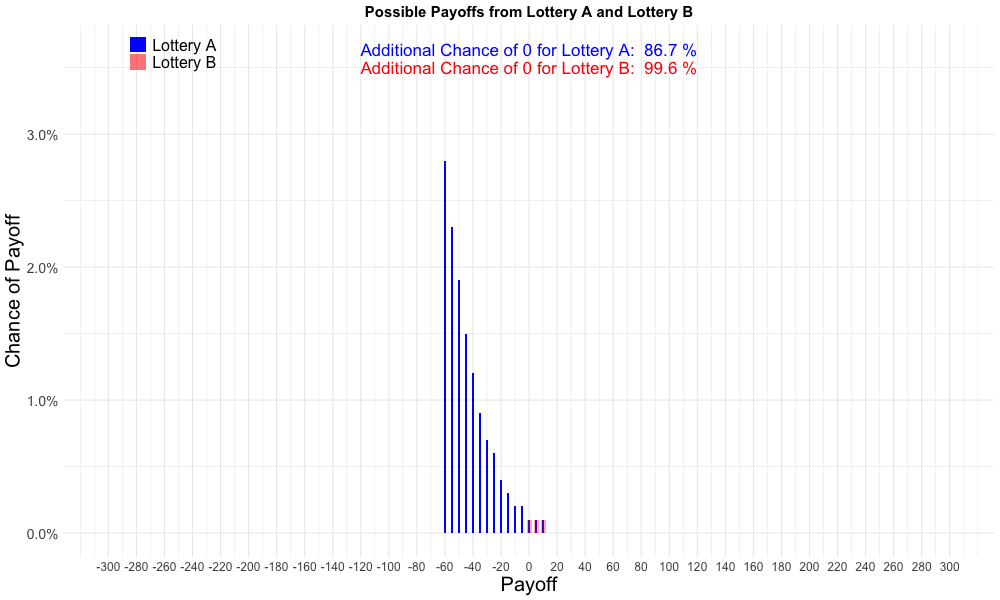 Possible Payoffs from Lottery A and Lottery B
Lottery A
Lottery B
Additional Chance of 0 for Lottery A: 86.7 %
Additional Chance of 0 for Lottery B: 99.6 %
Chance of Payoff
3.0%
2.0%
1.0%
0.0%
-300 -280 -260 -240 -220 -200 -180 -160 -140 -120 -100 -80 -60 -40 -20 0 20 40 60 80 100 120 140 160 180 200 220 240 260 280 300
Payoff